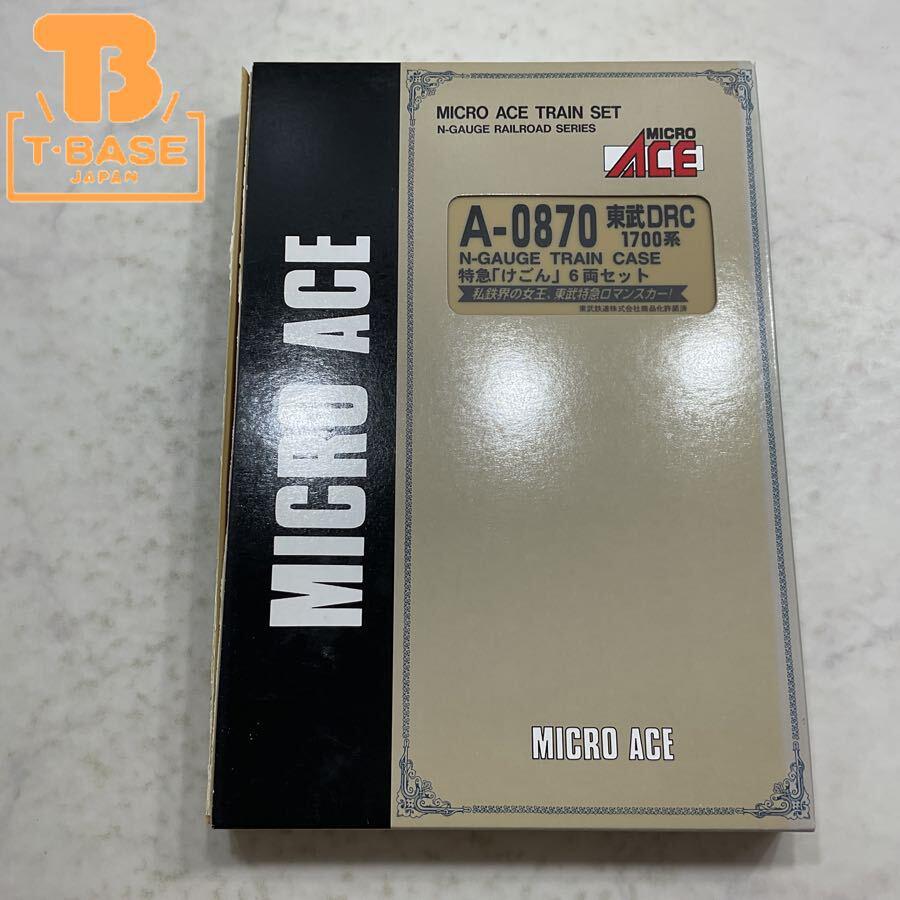 T・BASE
JAPAN
MICRO ACE
MICRO ACE TRAIN SET
N-GAUGE RAILROAD SERIES
MICRO
ACE
A-0870 東武DRC
1700系
N-GAUGE TRAIN CASE
特急「けごん」6両セット
私鉄界の女王、東武特急ロマンスカー!
東武鉄道株式会社商品化許諾済
MICRO ACE